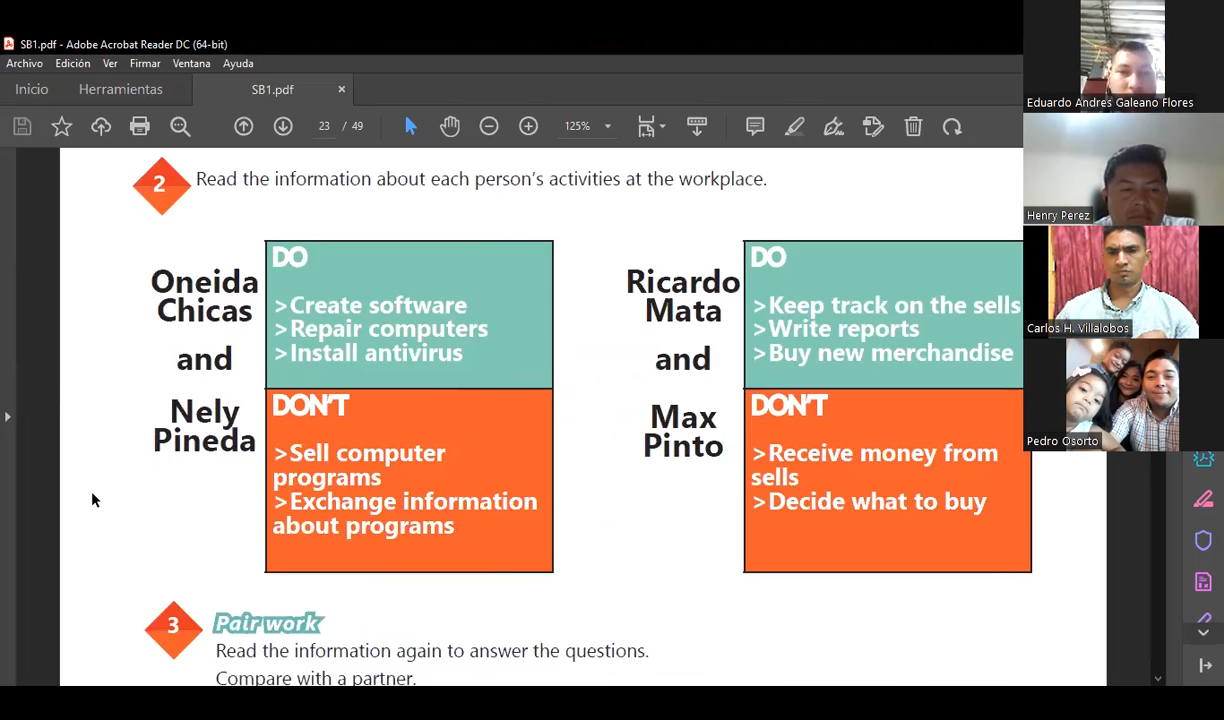 SB1.pdf - Adobe Acrobat Reader DC (64-bit)
Archivo Edición Ver Firmar Ventana Ayuda
Inicio Herramientas SB1.pdf ×
23 / 49 125%
2 Read the information about each person's activities at the workplace.
Oneida
Chicas
and
Nely
Pineda
DO
>Create software
>Repair computers
>Install antivirus
DON'T
>Sell computer
programs
>Exchange information
about programs
Ricardo
Mata
and
Max
Pinto
DO
>Keep track on the sells
>Write reports
>Buy new merchandise
DON'T
>Receive money from
sells
>Decide what to buy
3 Pair work
Read the information again to answer the questions.
Compare with a partner.
Eduardo Andres Galeano Flores
Henry Perez
Carlos H. Villalobos
Pedro Osorto